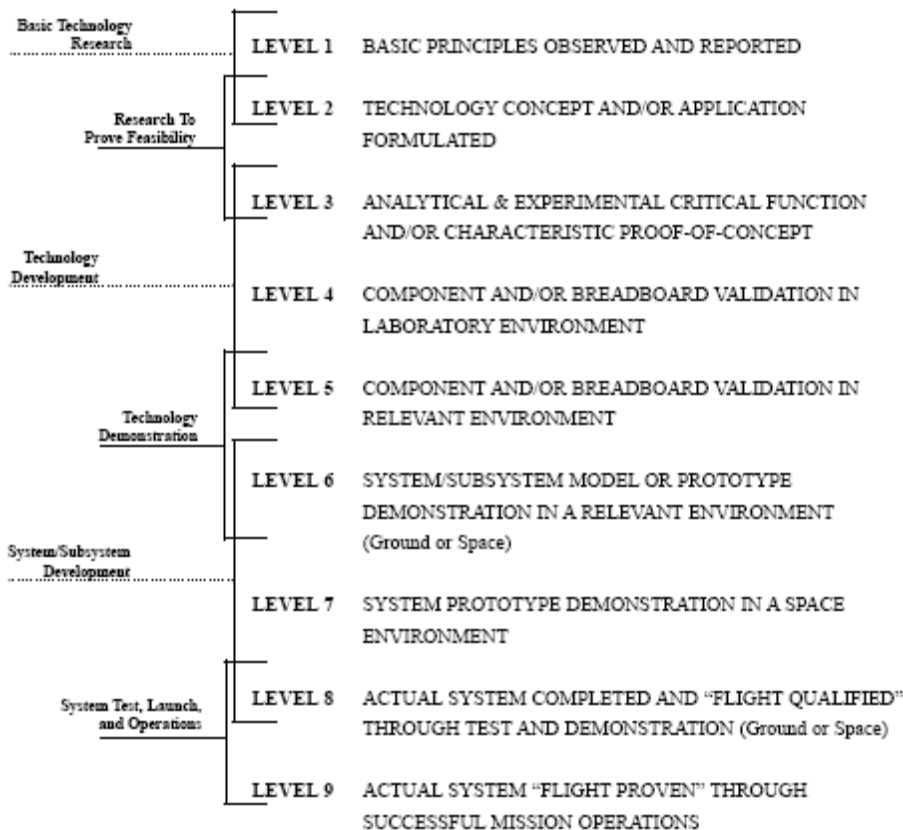 Basic Technology
Research
LEVEL 1 BASIC PRINCIPLES OBSERVED AND REPORTED
Research To
Prove Feasibility
LEVEL 2 TECHNOLOGY CONCEPT AND/OR APPLICATION
FORMULATED
LEVEL 3 ANALYTICAL & EXPERIMENTAL CRITICAL FUNCTION
AND/OR CHARACTERISTIC PROOF-OF-CONCEPT
Technology
Development
LEVEL 4 COMPONENT AND/OR BREADBOARD VALIDATION IN
LABORATORY ENVIRONMENT
LEVEL 5 COMPONENT AND/OR BREADBOARD VALIDATION IN
RELEVANT ENVIRONMENT
Technology
Demonstration
LEVEL 6 SYSTEM/SUBSYSTEM MODEL OR PROTOTYPE
DEMONSTRATION IN A RELEVANT ENVIRONMENT
(Ground or Space)
System/Subsystem
Development
LEVEL 7 SYSTEM PROTOTYPE DEMONSTRATION IN A SPACE
ENVIRONMENT
LEVEL 8 ACTUAL SYSTEM COMPLETED AND “FLIGHT QUALIFIED”
THROUGH TEST AND DEMONSTRATION (Ground or Space)
System Test, Launch,
and Operations
LEVEL 9 ACTUAL SYSTEM “FLIGHT PROVEN” THROUGH
SUCCESSFUL MISSION OPERATIONS